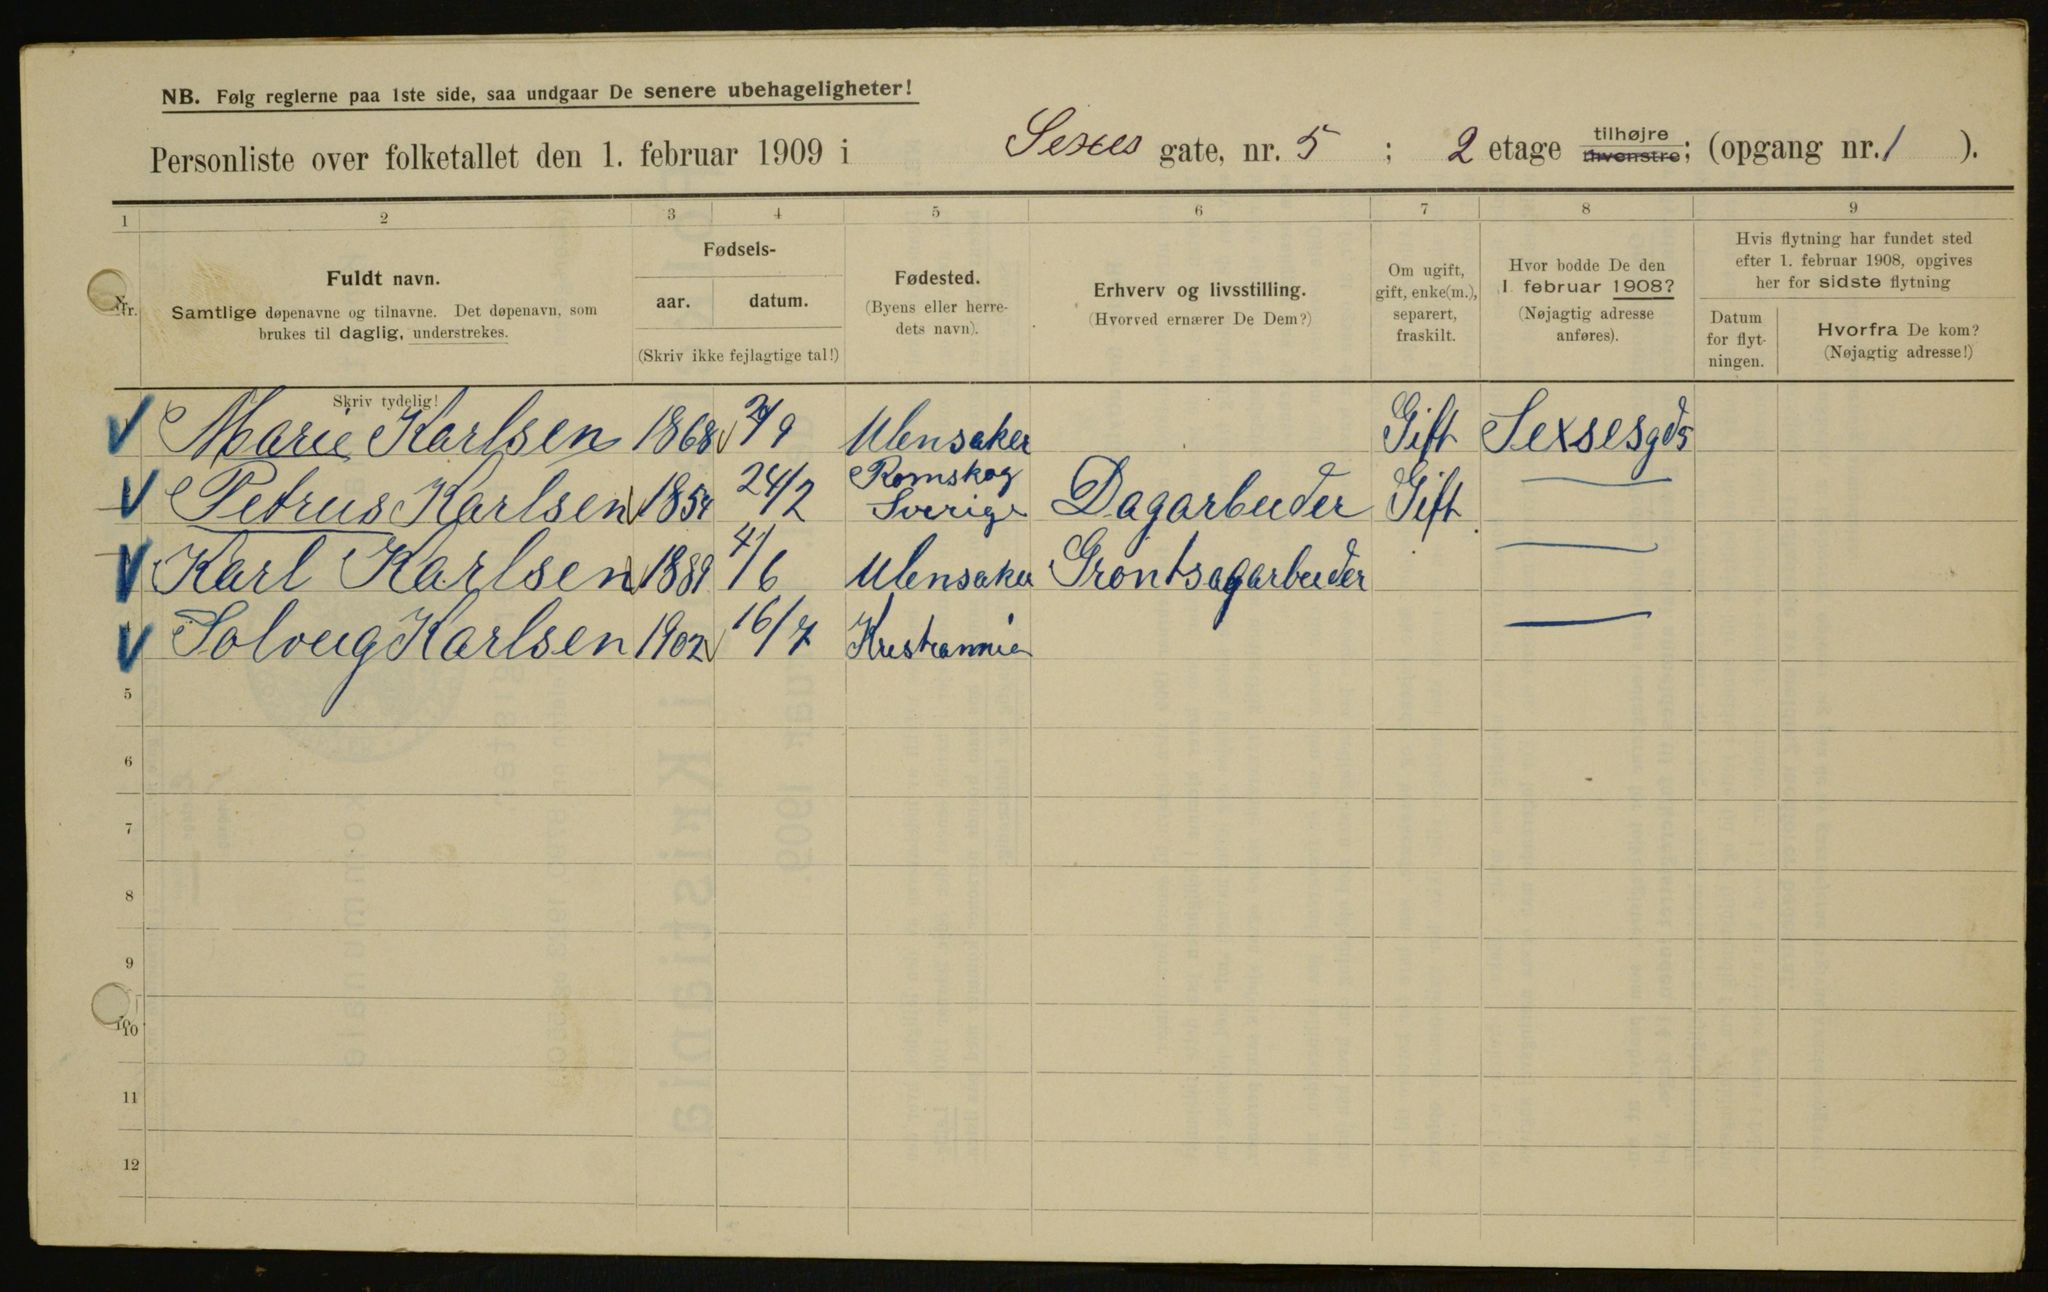 NB. Følg reglerne paa 1ste side, saa undgaar De senere ubehageligheter!
Personliste over folketallet den 1. februar 1909 i Sexes gate, nr. 5 ; 2 etage tilhøjre tilvenstre; (opgang nr. 1 ).
1 2 3 4 5 6 7 8 9
Nr.
Fuldt navn.
Samtlige døpenavne og tilnavne. Det døpenavn, som
brukes til daglig, understrekes.
Fødsels-
aar. datum.
(Skriv ikke fejlagtige tal!)
Fødested.
(Byens eller herre-
dets navn).
Erhverv og livsstilling.
(Hvorved ernærer De Dem?)
Om ugift,
gift, enke(m.),
separert,
fraskilt.
Hvor bodde De den
1. februar 1908?
(Nøjagtig adresse
anføres).
Hvis flytning har fundet sted
efter 1. februar 1908, opgives
her for sidste flytning
Datum
for flyt-
ningen.
Hvorfra De kom?
(Nøjagtig adresse!)
Skriv tydelig!
Marie Karlsen 1868 /9 Ulensaker Gift Sexsesgd5
Petrus Karlsen 1854 24/2 Romskog Sverige Dagarbeider Gift —
Karl Karlsen 1889 4/6 Ulensaker Grontsagarbeider —
Solveig Karlsen 1902 16/7 Kristiannia —
5
6
7
8
9
10
11
12